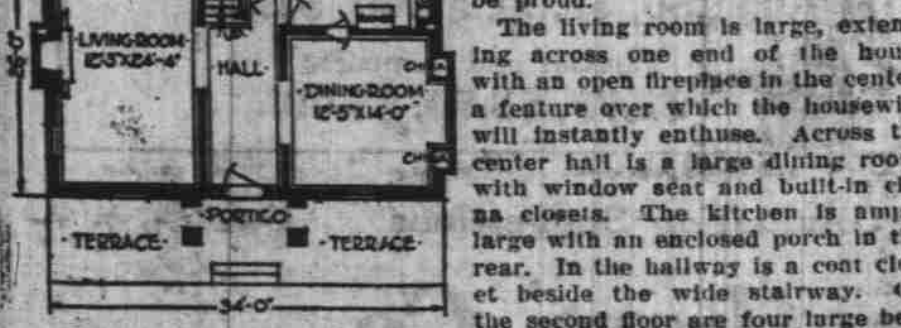 LIVING ROOM
12'-5"X24'-4"
HALL
DINING ROOM
12'-5"X14'-0"
PORTICO
TERRACE
TERRACE
34'-0"
be proud.
The living room is large, exten
ing across one end of the hou
with an open fireplace in the cente
a feature over which the housewi
will instantly enthuse. Across t
center hall is a large dining roo
with window seat and built-in c
na closets. The kitchen is amp
large with an enclosed porch in t
rear. In the hallway is a coat clo
et beside the wide stairway.
the second floor are four large be